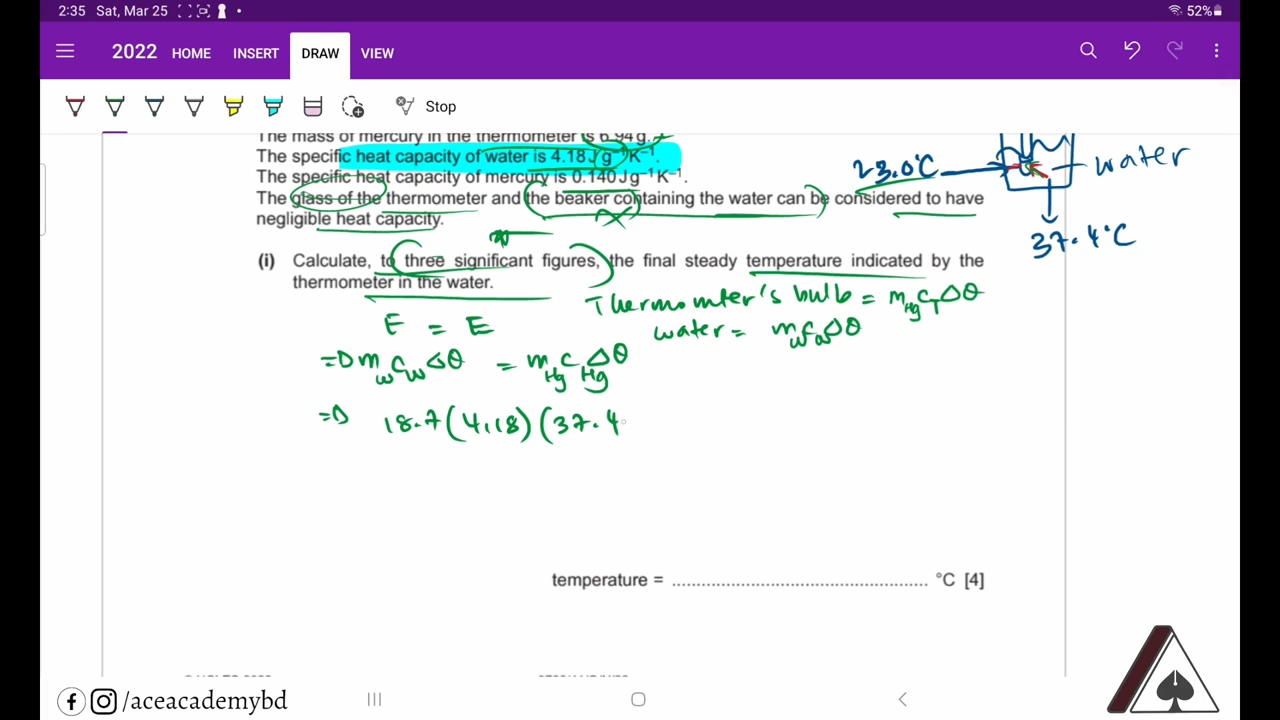 2:35 Sat, Mar 25
52%
2022 HOME INSERT DRAW VIEW
Stop
The mass of mercury in the thermometer is 6.94 g.
The specific heat capacity of water is 4.18 J g⁻¹ K⁻¹.
The specific heat capacity of mercury is 0.140 J g⁻¹ K⁻¹.
The glass of the thermometer and the beaker containing the water can be considered to have
negligible heat capacity.
23.0°C
water
37.4°C
(i) Calculate, to three significant figures, the final steady temperature indicated by the
thermometer in the water.
Thermometer's bulb = m_Hg c_T Δθ
water = m_w c_w Δθ
E = E
⇒ m_w c_w Δθ = m_Hg c_Hg Δθ
⇒ 18.7 (4.18) (37.4
temperature = ................................................ °C [4]
/aceacademybd